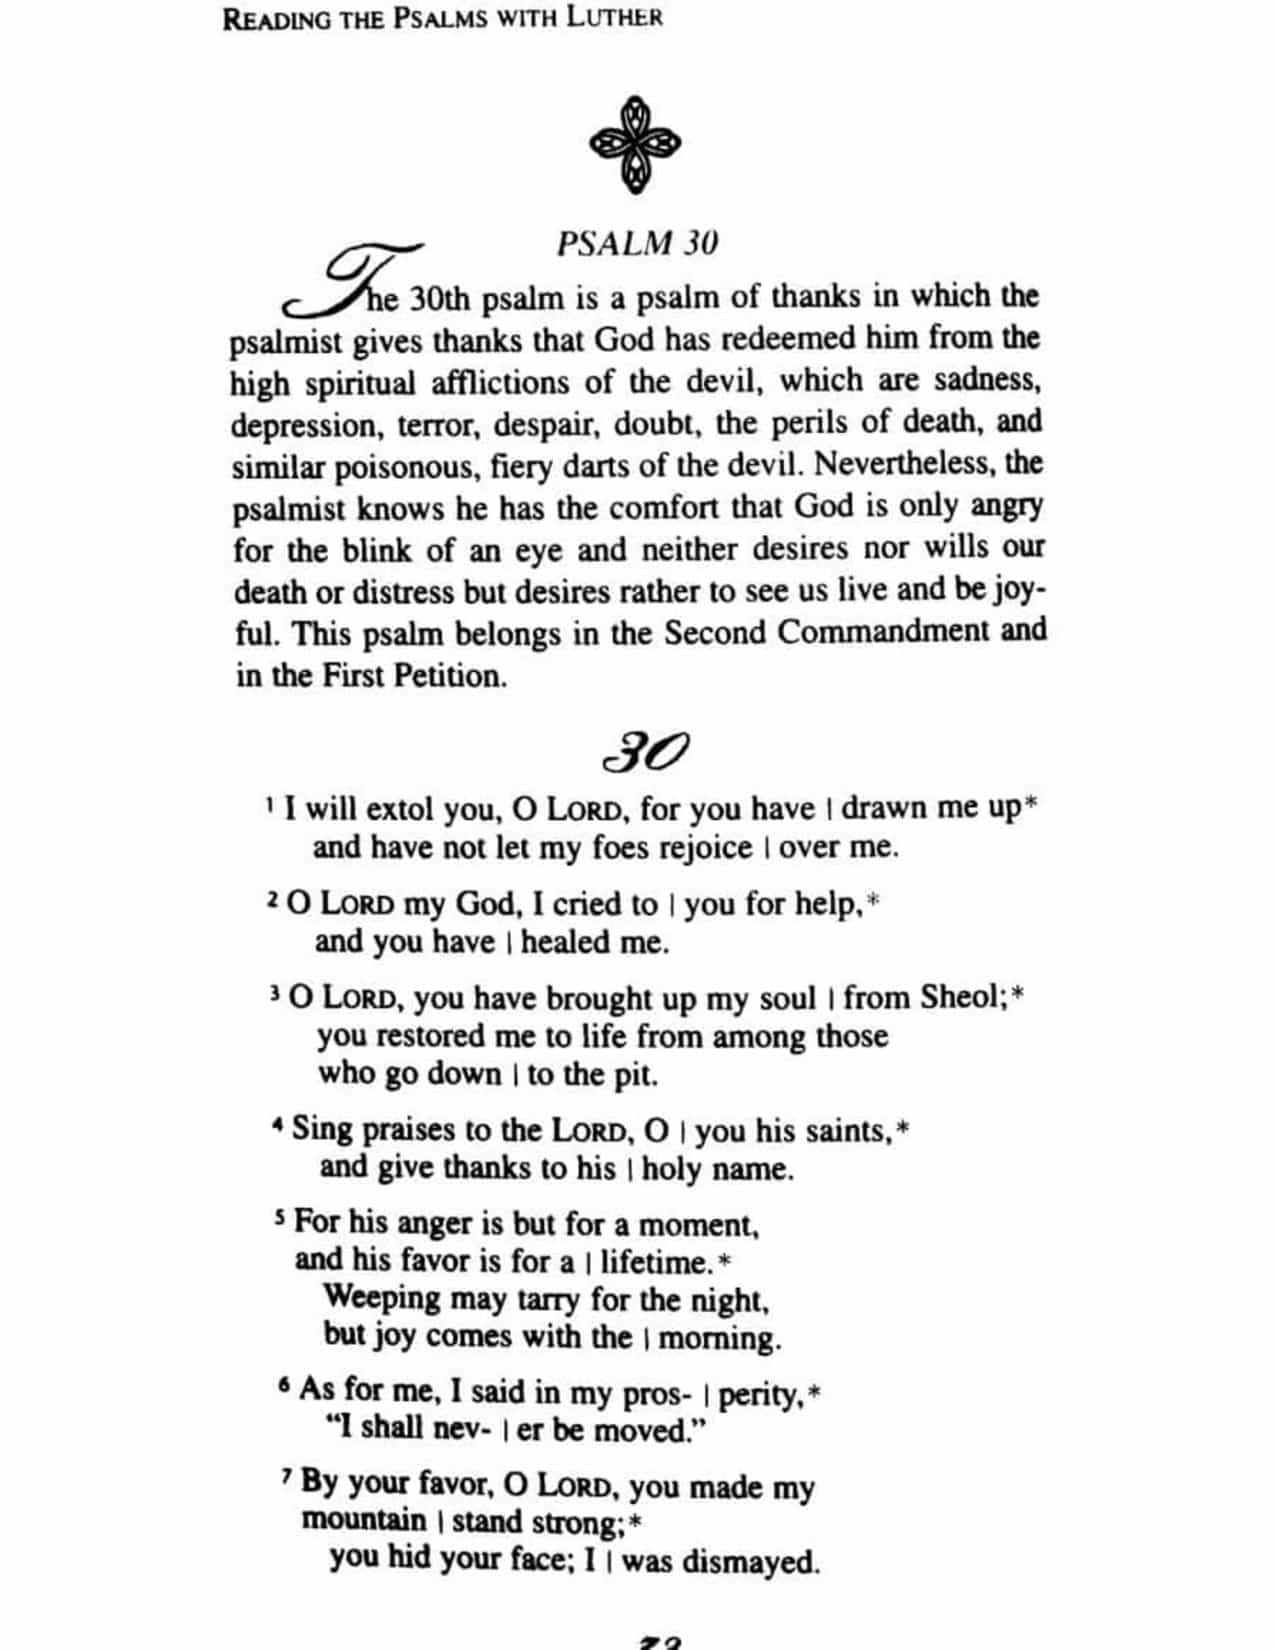 READING THE PSALMS WITH LUTHER
PSALM 30
The 30th psalm is a psalm of thanks in which the
psalmist gives thanks that God has redeemed him from the
high spiritual afflictions of the devil, which are sadness,
depression, terror, despair, doubt, the perils of death, and
similar poisonous, fiery darts of the devil. Nevertheless, the
psalmist knows he has the comfort that God is only angry
for the blink of an eye and neither desires nor wills our
death or distress but desires rather to see us live and be joy-
ful. This psalm belongs in the Second Commandment and
in the First Petition.
30
1 I will extol you, O LORD, for you have | drawn me up*
and have not let my foes rejoice | over me.
2 O LORD my God, I cried to | you for help,*
and you have | healed me.
3 O LORD, you have brought up my soul | from Sheol;*
you restored me to life from among those
who go down | to the pit.
4 Sing praises to the LORD, O | you his saints,*
and give thanks to his | holy name.
5 For his anger is but for a moment,
and his favor is for a | lifetime.*
Weeping may tarry for the night,
but joy comes with the | morning.
6 As for me, I said in my pros- | perity,*
“I shall nev- | er be moved.”
7 By your favor, O LORD, you made my
mountain | stand strong;*
you hid your face; I | was dismayed.